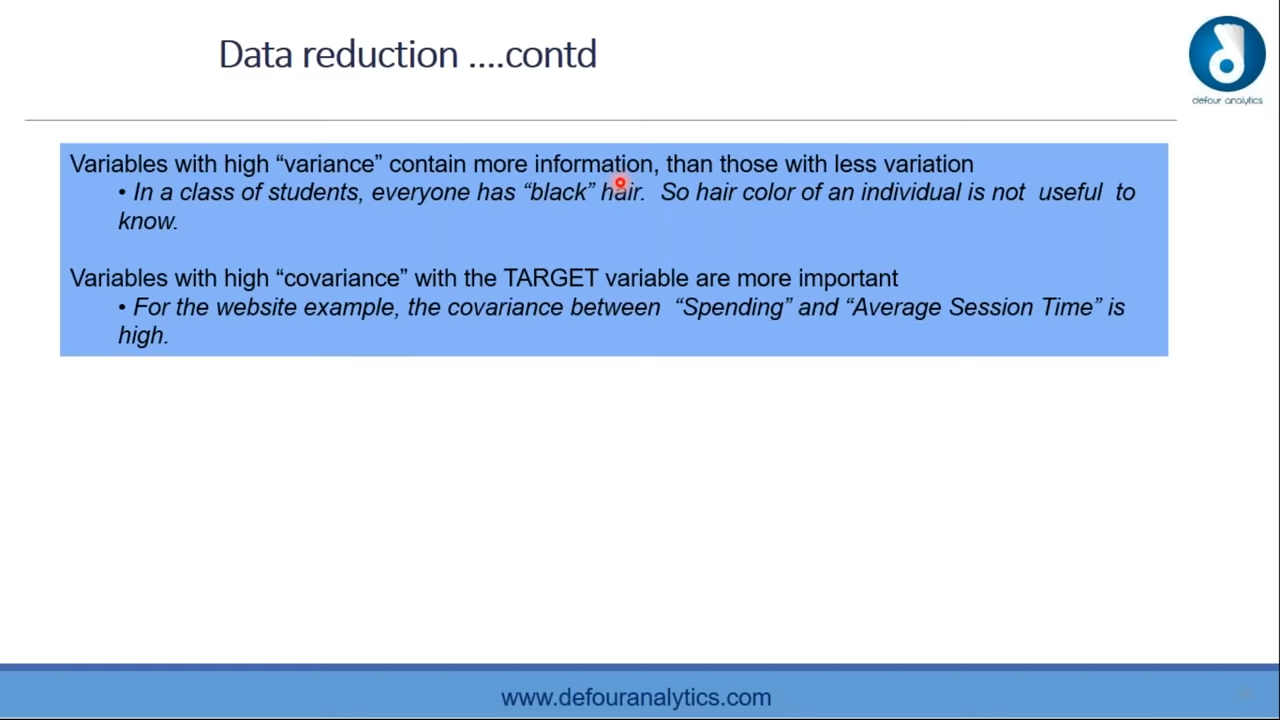 Data reduction ....contd
defour analytics
Variables with high “variance” contain more information, than those with less variation
• In a class of students, everyone has “black” hair. So hair color of an individual is not useful to
know.
Variables with high “covariance” with the TARGET variable are more important
• For the website example, the covariance between “Spending” and “Average Session Time” is
high.
www.defouranalytics.com